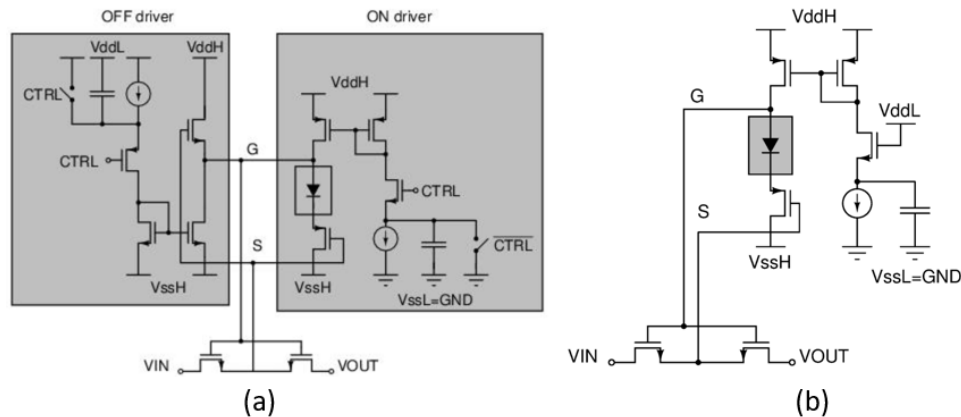 OFF driver
ON driver
VddL
VddH
CTRL
CTRL
VssH
G
S
VddH
CTRL
CTRL
VssH
VssL=GND
VIN
VOUT
(a)
VddH
G
VddL
S
VssH
VssL=GND
VIN
VOUT
(b)